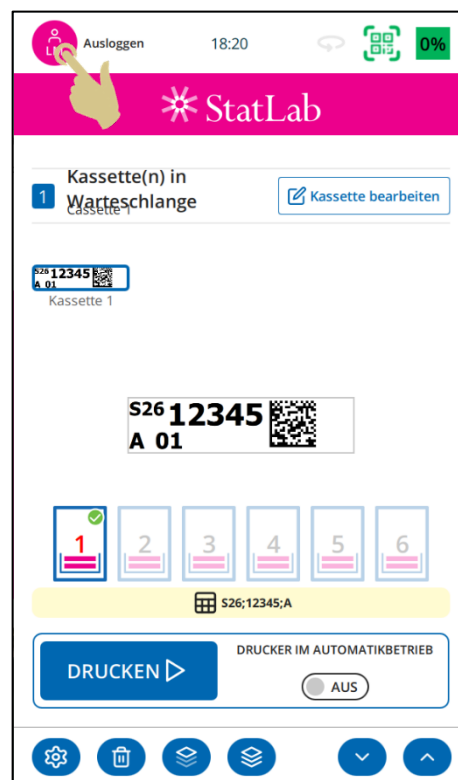 Ausloggen 18:20 0%
StatLab
1 Kassette(n) in
Warteschlange
Cassette 1
Kassette bearbeiten
S26 12345
A 01
Kassette 1
S26 12345
A 01
1 2 3 4 5 6
S26;12345;A
DRUCKEN
DRUCKER IM AUTOMATIKBETRIEB
AUS